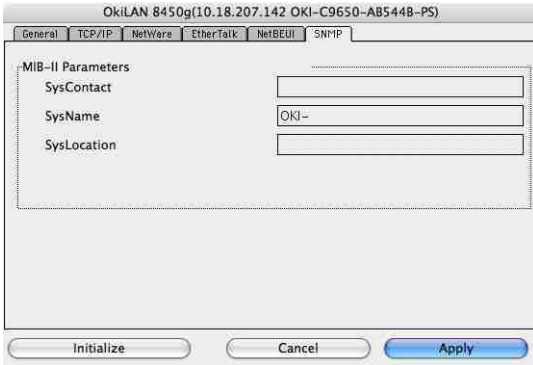 OkiLAN 8450g(10.18.207.142 OKI-C9650-AB544B-PS)
General TCP/IP NetWare EtherTalk NetBEUI SNMP
MIB-II Parameters
SysContact
SysName OKI-
SysLocation
Initialize Cancel Apply